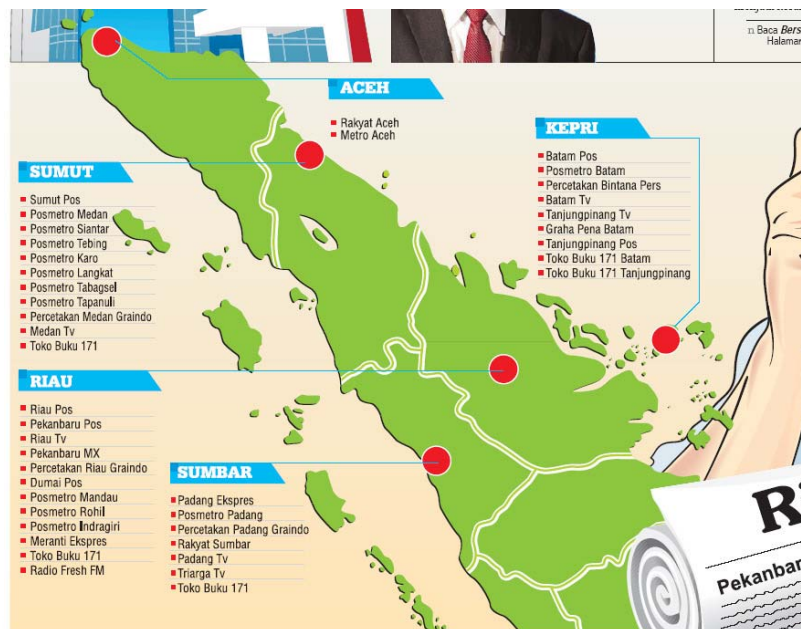 n Baca Bers
Halaman
ACEH
Rakyat Aceh
Metro Aceh
KEPRI
Batam Pos
Posmetro Batam
Percetakan Bintana Pers
Batam Tv
Tanjungpinang Tv
Graha Pena Batam
Tanjungpinang Pos
Toko Buku 171 Batam
Toko Buku 171 Tanjungpinang
SUMUT
Sumut Pos
Posmetro Medan
Posmetro Siantar
Posmetro Tebing
Posmetro Karo
Posmetro Langkat
Posmetro Tabagsel
Posmetro Tapanuli
Percetakan Medan Graindo
Medan Tv
Toko Buku 171
RIAU
Riau Pos
Pekanbaru Pos
Riau Tv
Pekanbaru MX
Percetakan Riau Graindo
Dumai Pos
Posmetro Mandau
Posmetro Rohil
Posmetro Indragiri
Meranti Ekspres
Toko Buku 171
Radio Fresh FM
SUMBAR
Padang Ekspres
Posmetro Padang
Percetakan Padang Graindo
Rakyat Sumbar
Padang Tv
Triarga Tv
Toko Buku 171
Ri
Pekanbar